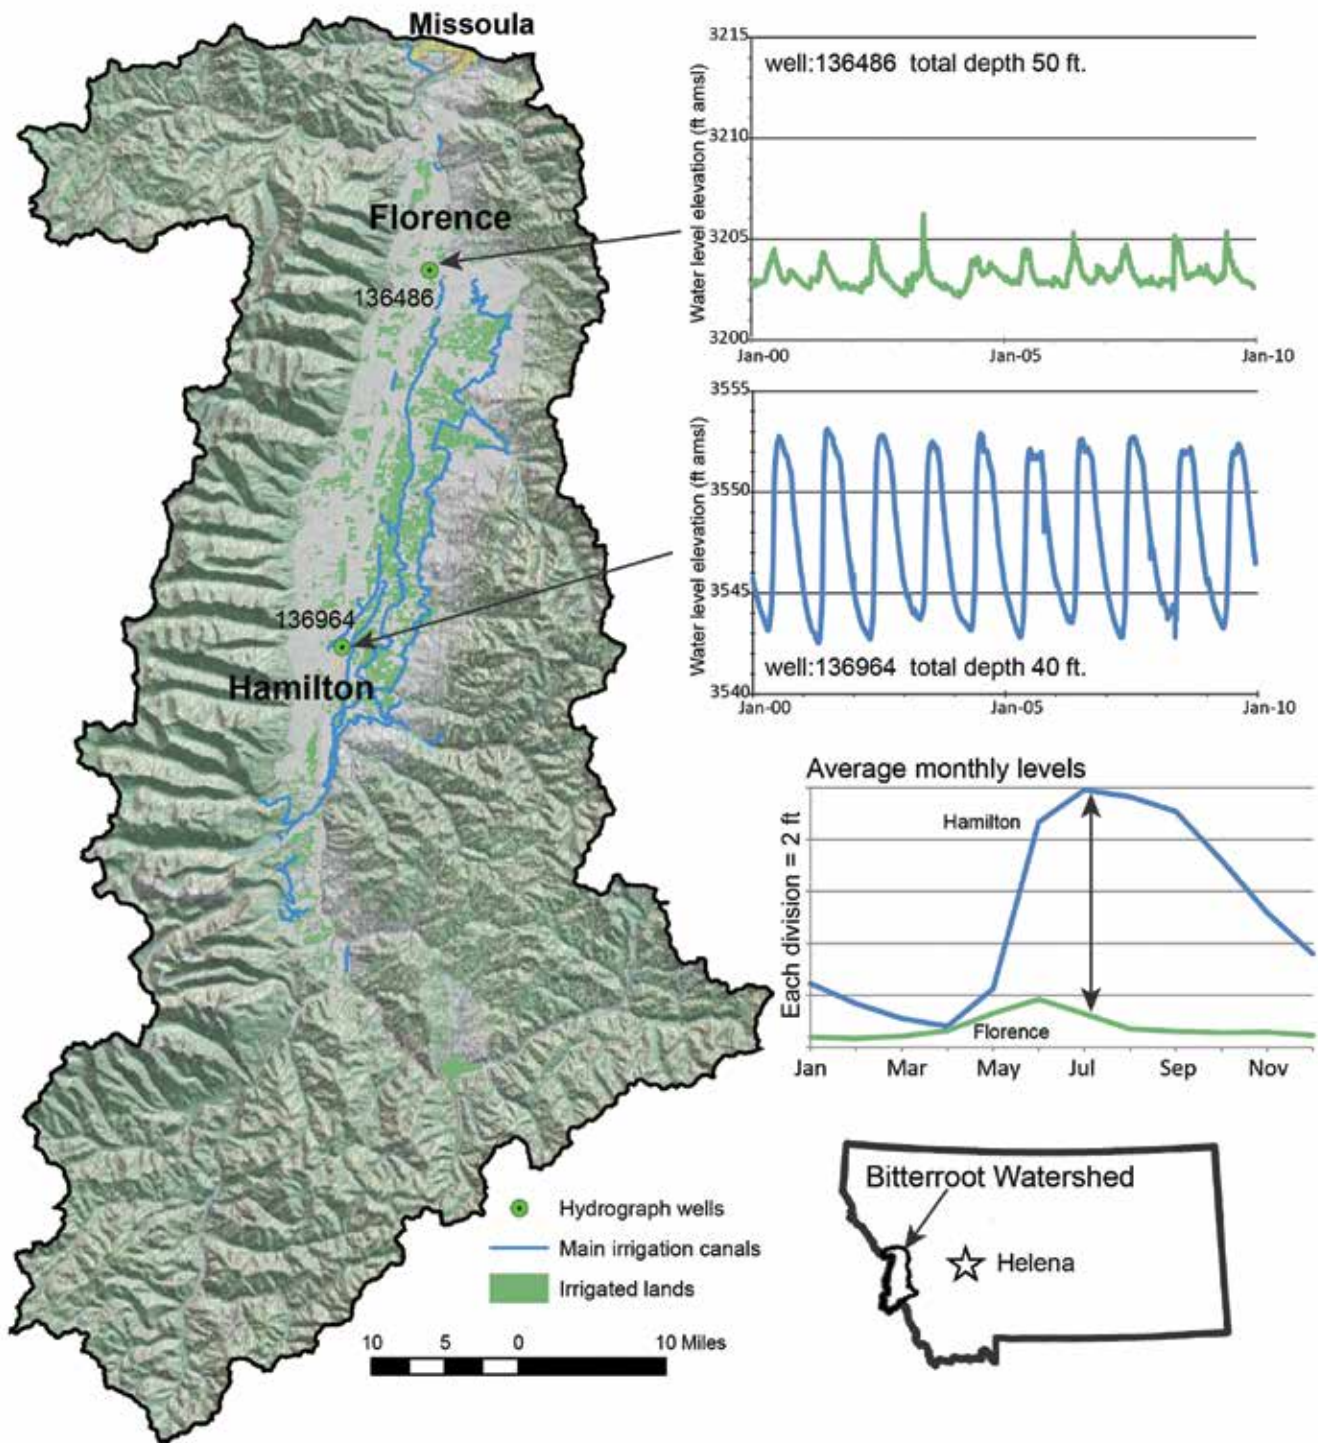 Missoula
Florence
136486
136964
Hamilton
Hydrograph wells
Main irrigation canals
Irrigated lands
10 5 0 10 Miles
Water level elevation (ft amsl)
3215
3210
3205
3200
well:136486 total depth 50 ft.
Jan-00 Jan-05 Jan-10
Water level elevation (ft amsl)
3555
3550
3545
3540
well:136964 total depth 40 ft.
Jan-00 Jan-05 Jan-10
Average monthly levels
Each division = 2 ft
Hamilton
Florence
Jan Mar May Jul Sep Nov
Bitterroot Watershed
Helena